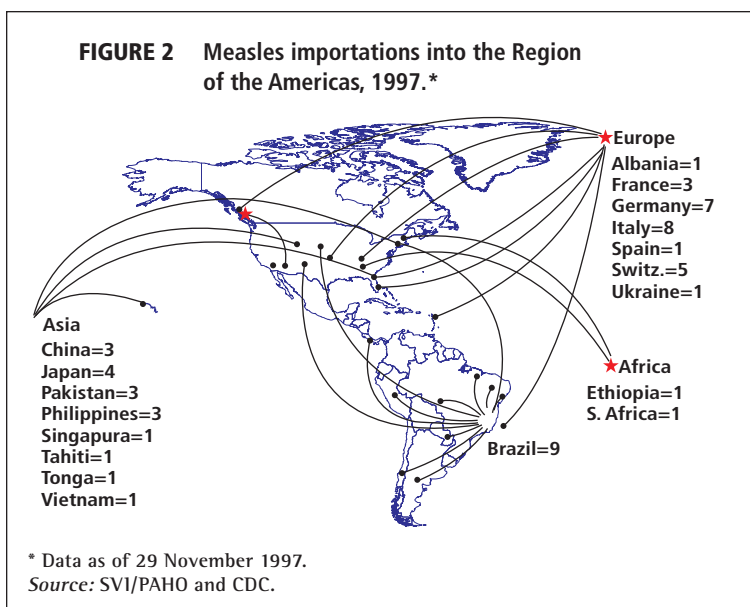 FIGURE 2 Measles importations into the Region
of the Americas, 1997.*
Europe
Albania=1
France=3
Germany=7
Italy=8
Spain=1
Switz.=5
Ukraine=1
Asia
China=3
Japan=4
Pakistan=3
Philippines=3
Singapura=1
Tahiti=1
Tonga=1
Vietnam=1
Africa
Ethiopia=1
S. Africa=1
Brazil=9
* Data as of 29 November 1997.
Source: SVI/PAHO and CDC.